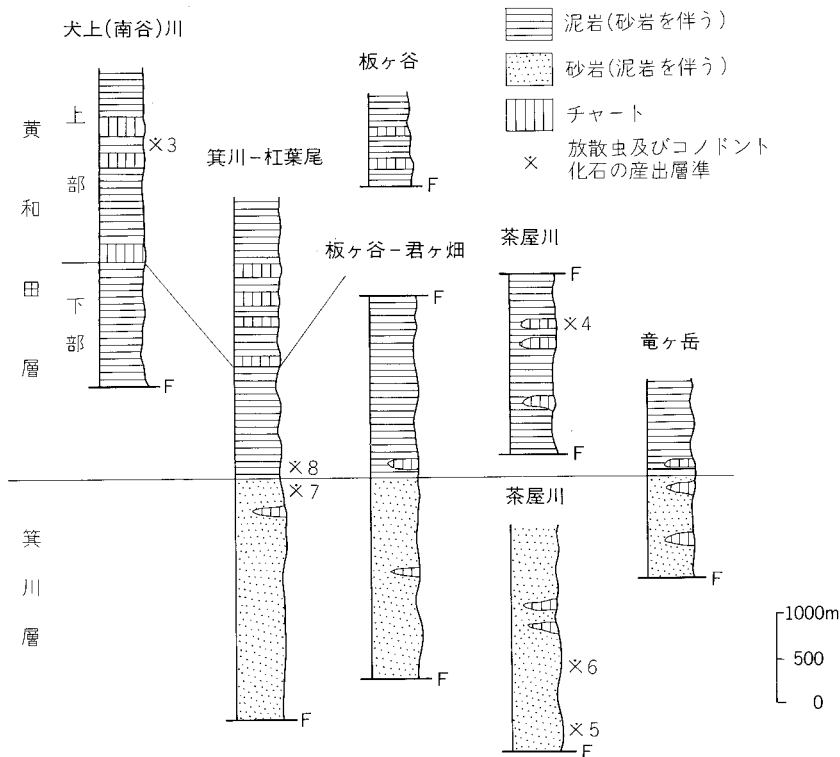 犬上(南谷)川
板ヶ谷
泥岩(砂岩を伴う)
砂岩(泥岩を伴う)
チャート
※ 放散虫及びコノドント
化石の産出層準
箕川−杠葉尾
板ヶ谷−君ヶ畑
茶屋川
竜ヶ岳
黄和田層
上部
下部
※3
F
F
※8
※7
F
F
F
F
※4
F
茶屋川
※6
※5
F
F
箕川層
1000m
500
0